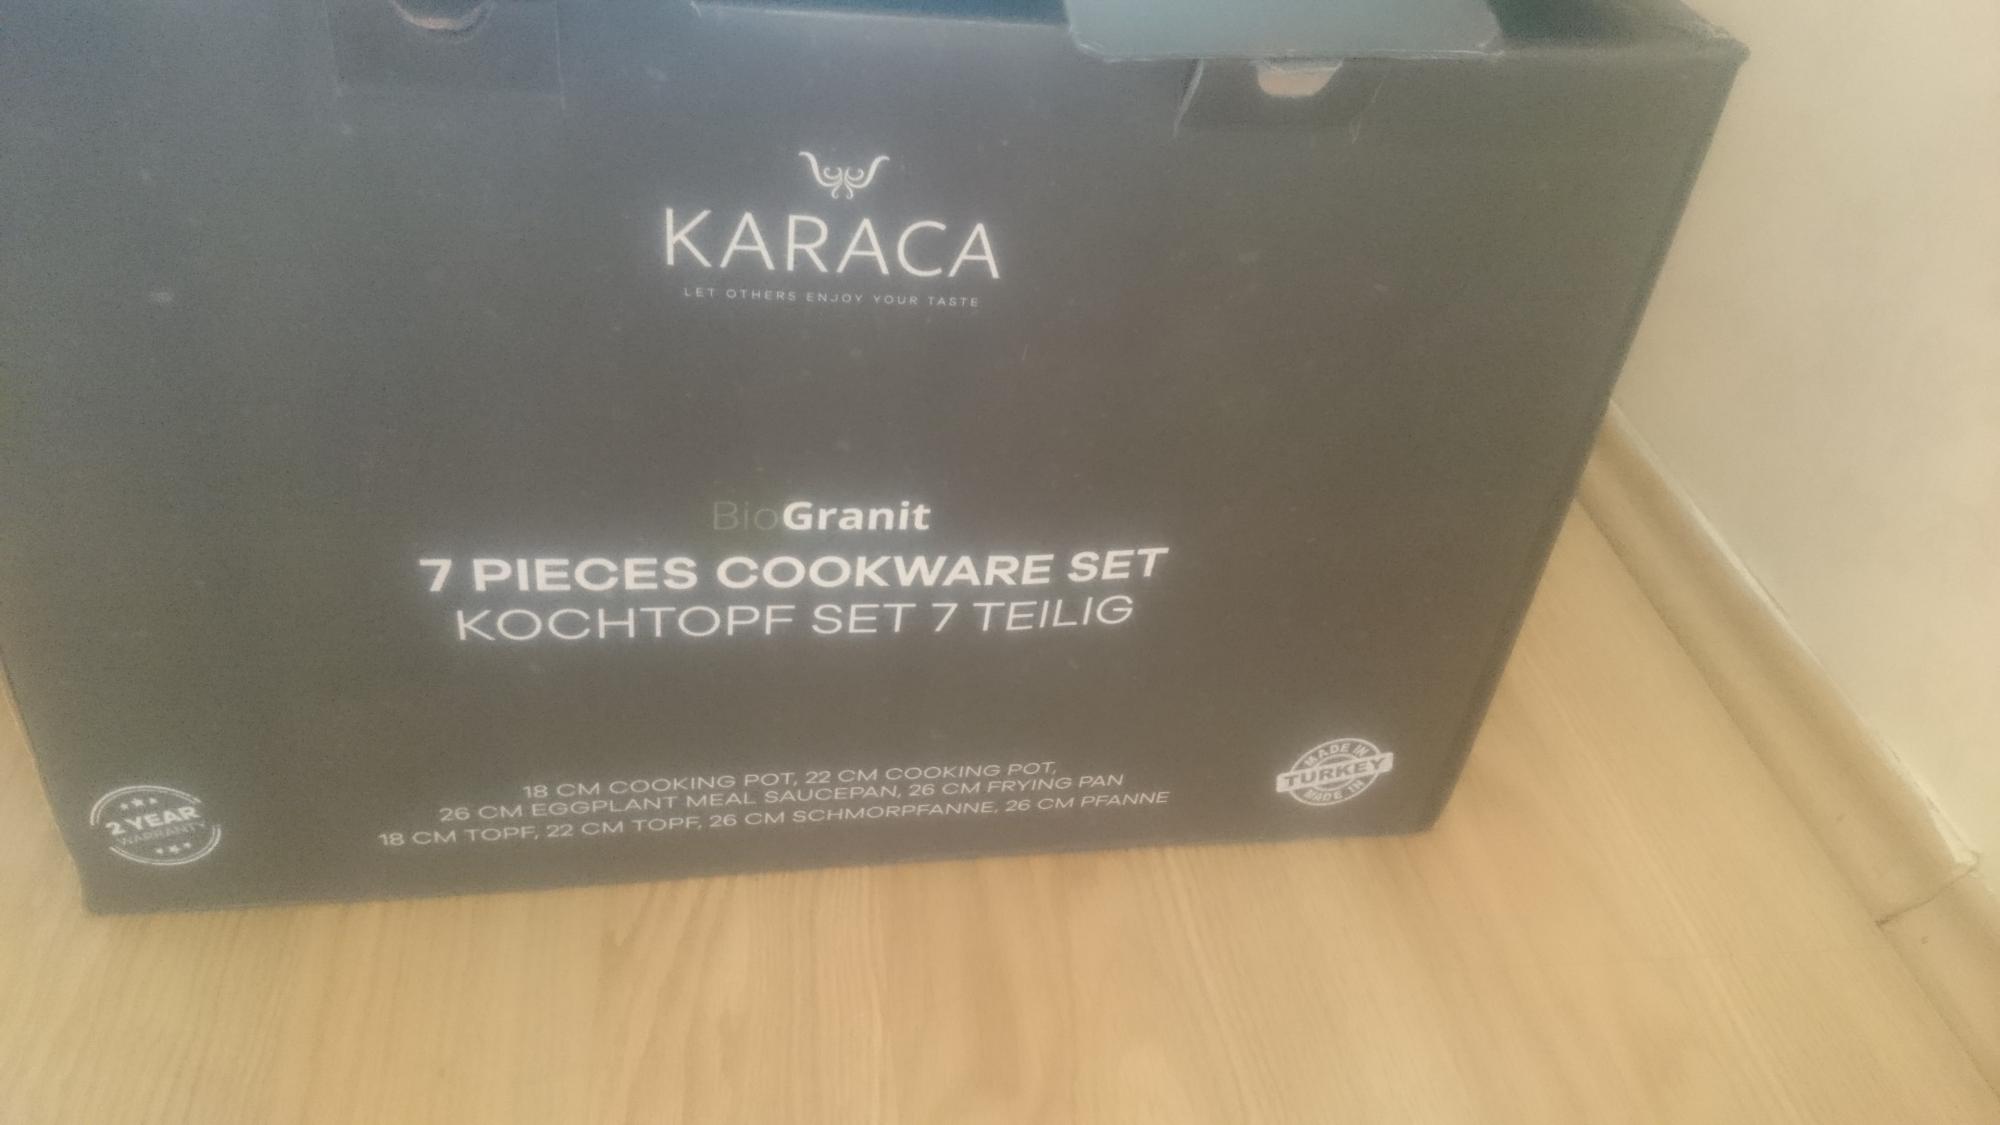 KARACA
LET OTHERS ENJOY YOUR TASTE
BioGranit
7 PIECES COOKWARE SET
KOCHTOPF SET 7 TEILIG
18 CM COOKING POT, 22 CM COOKING POT,
26 CM EGGPLANT MEAL SAUCEPAN, 26 CM FRYING PAN
18 CM TOPF, 22 CM TOPF, 26 CM SCHMORPFANNE, 26 CM PFANNE
2 YEAR
WARRANTY
MADE IN
TURKEY
MADE IN